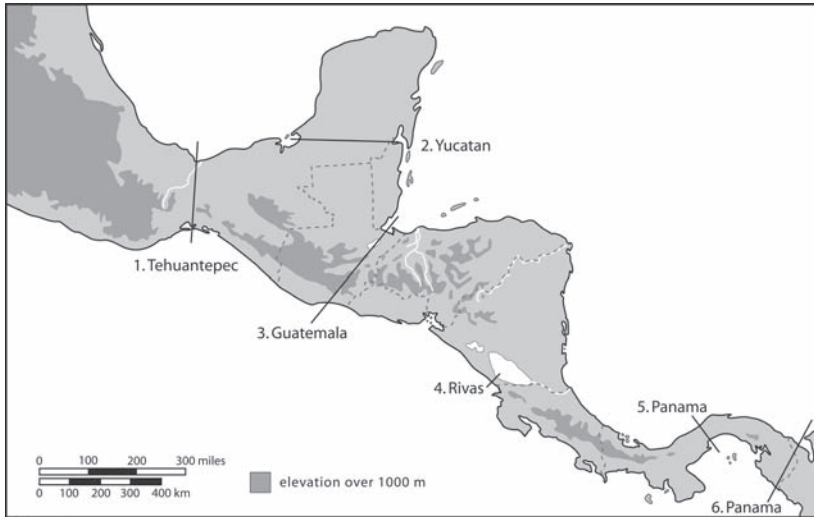 2. Yucatan
1. Tehuantepec
3. Guatemala
4. Rivas
5. Panama
6. Panama
0 100 200 300 miles
0 100 200 300 400 km
elevation over 1000 m